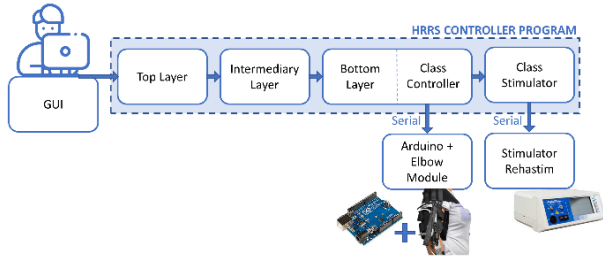 HRRS CONTROLLER PROGRAM
GUI
Top Layer
Intermediary
Layer
Bottom
Layer
Class
Controller
Class
Stimulator
Serial
Serial
Arduino +
Elbow
Module
Stimulator
Rehastim
+